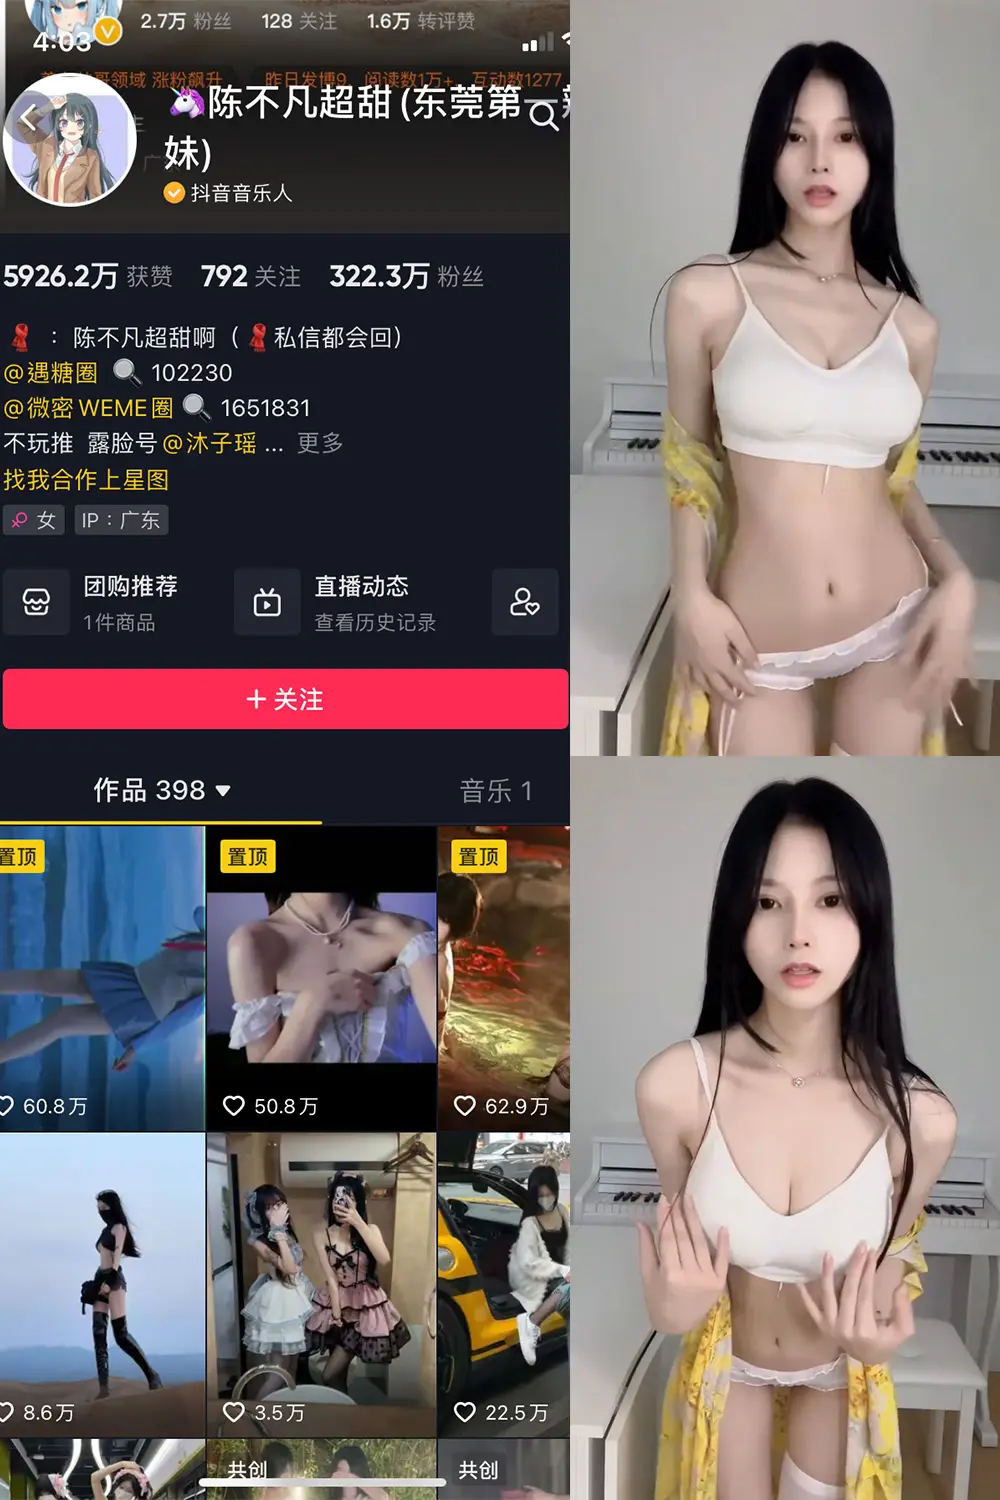 2.7万 粉丝 128 关注 1.6万 转评赞
4:03
领域 涨粉飙升 昨日发博9, 阅读数1万+, 互动数1277
陈不凡超甜 (东莞第一
妹)
抖音音乐人
5926.2万 获赞 792 关注 322.3万 粉丝
： 陈不凡超甜啊（ 私信都会回）
@遇糖圈 102230
@微密WEME圈 1651831
不玩推 露脸号@沐子瑶 ... 更多
找我合作上星图
女 IP：广东
团购推荐 直播动态
1件商品 查看历史记录
+ 关注
作品 398 音乐 1
置顶 置顶 置顶
60.8万 50.8万 62.9万
8.6万 3.5万 22.5万
共创 共创